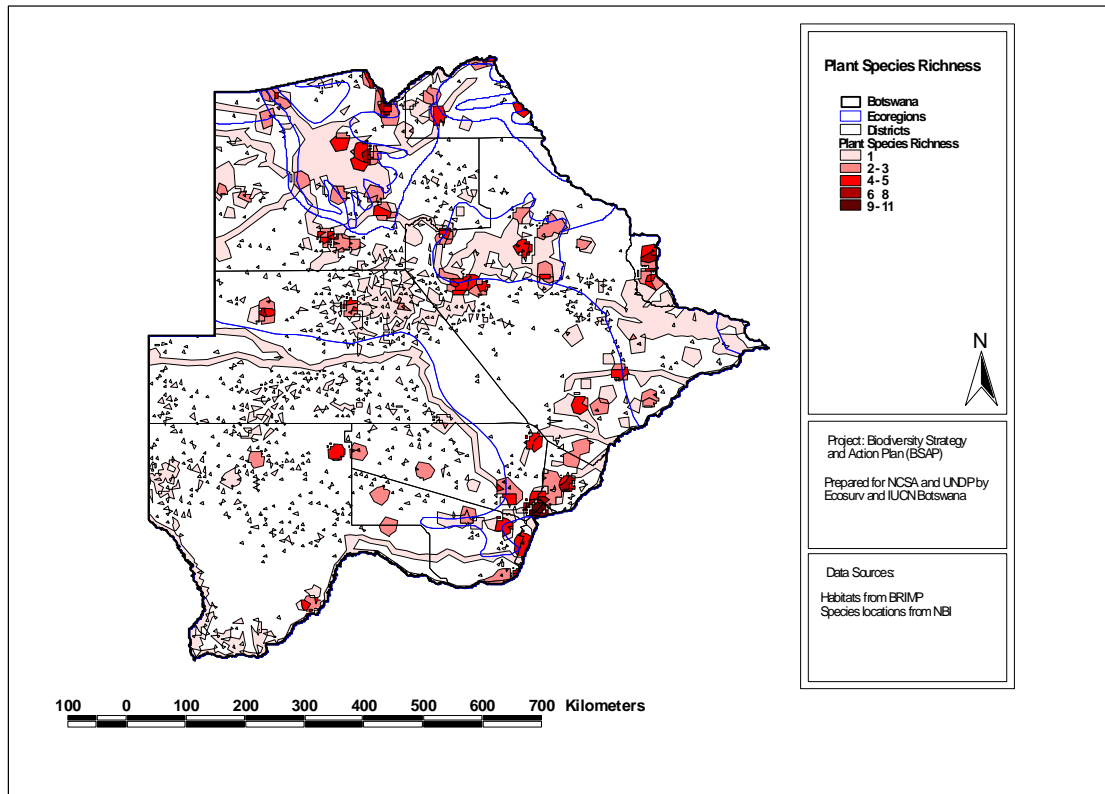 Plant Species Richness
Botswana
Ecoregions
Districts
Plant Species Richness
1
2 - 3
4 - 5
6 8
9 - 11
N
Project: Biodiversity Strategy
and Action Plan (BSAP)
Prepared for NCSA and UNDP by
Ecosurv and IUCN Botswana
Data Sources:
Habitats from BRIMP
Species locations from NBI
100 0 100 200 300 400 500 600 700 Kilometers